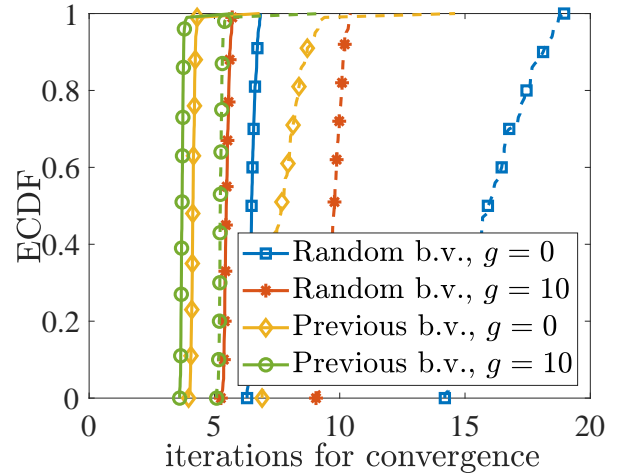 1
0.8
0.6
0.4
0.2
0
ECDF
Random b.v., g = 0
Random b.v., g = 10
Previous b.v., g = 0
Previous b.v., g = 10
0 5 10 15 20
iterations for convergence